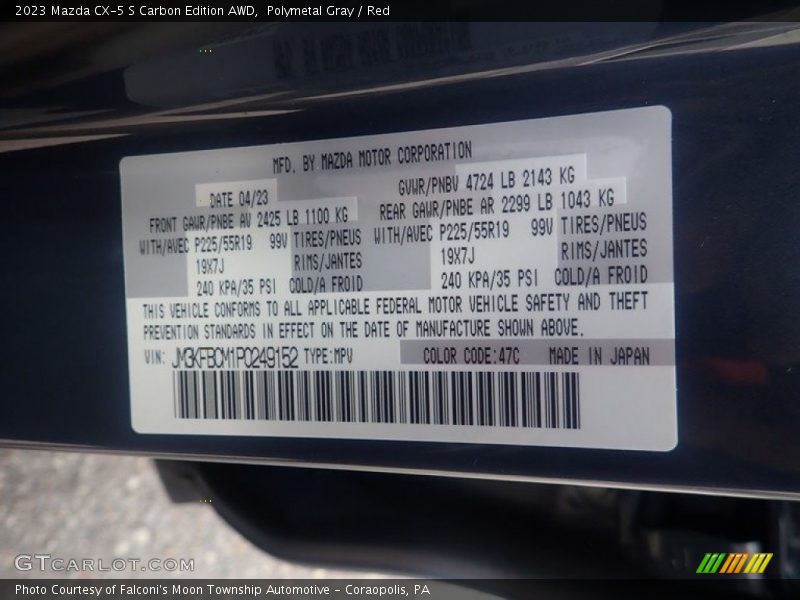 2023 Mazda CX-5 S Carbon Edition AWD, Polymetal Gray / Red
MFD. BY MAZDA MOTOR CORPORATION
DATE 04/23 GVWR/PNBV 4724 LB 2143 KG
FRONT GAWR/PNBE AV 2425 LB 1100 KG REAR GAWR/PNBE AR 2299 LB 1043 KG
WITH/AVEC P225/55R19 99V TIRES/PNEUS WITH/AVEC P225/55R19 99V TIRES/PNEUS
19X7J RIMS/JANTES 19X7J RIMS/JANTES
240 KPA/35 PSI COLD/A FROID 240 KPA/35 PSI COLD/A FROID
THIS VEHICLE CONFORMS TO ALL APPLICABLE FEDERAL MOTOR VEHICLE SAFETY AND THEFT
PREVENTION STANDARDS IN EFFECT ON THE DATE OF MANUFACTURE SHOWN ABOVE.
VIN: JM3KFBCM1P0249152 TYPE:MPV COLOR CODE:47C MADE IN JAPAN
GTCARLOT.COM
Photo Courtesy of Falconi's Moon Township Automotive - Coraopolis, PA